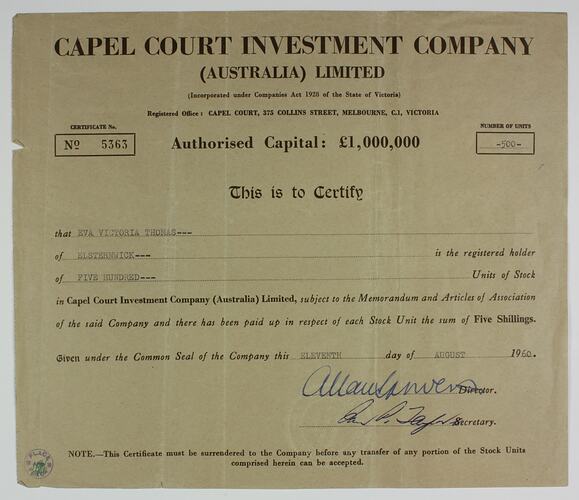 CAPEL COURT INVESTMENT COMPANY
(AUSTRALIA) LIMITED
(Incorporated under Companies Act 1928 of the State of Victoria)
Registered Office: CAPEL COURT, 375 COLLINS STREET, MELBOURNE, C.1, VICTORIA
CERTIFICATE No.
Nº 5363
Authorised Capital: £1,000,000
NUMBER OF UNITS
-500-
This is to Certify
that EVA VICTORIA THOMAS---
of ELSTERNWICK--- is the registered holder
of FIVE HUNDRED--- Units of Stock
in Capel Court Investment Company (Australia) Limited, subject to the Memorandum and Articles of Association
of the said Company and there has been paid up in respect of each Stock Unit the sum of Five Shillings.
Given under the Common Seal of the Company this ELEVENTH day of AUGUST 1960.
Director.
Secretary.
NOTE.—This Certificate must be surrendered to the Company before any transfer of any portion of the Stock Units
comprised herein can be accepted.